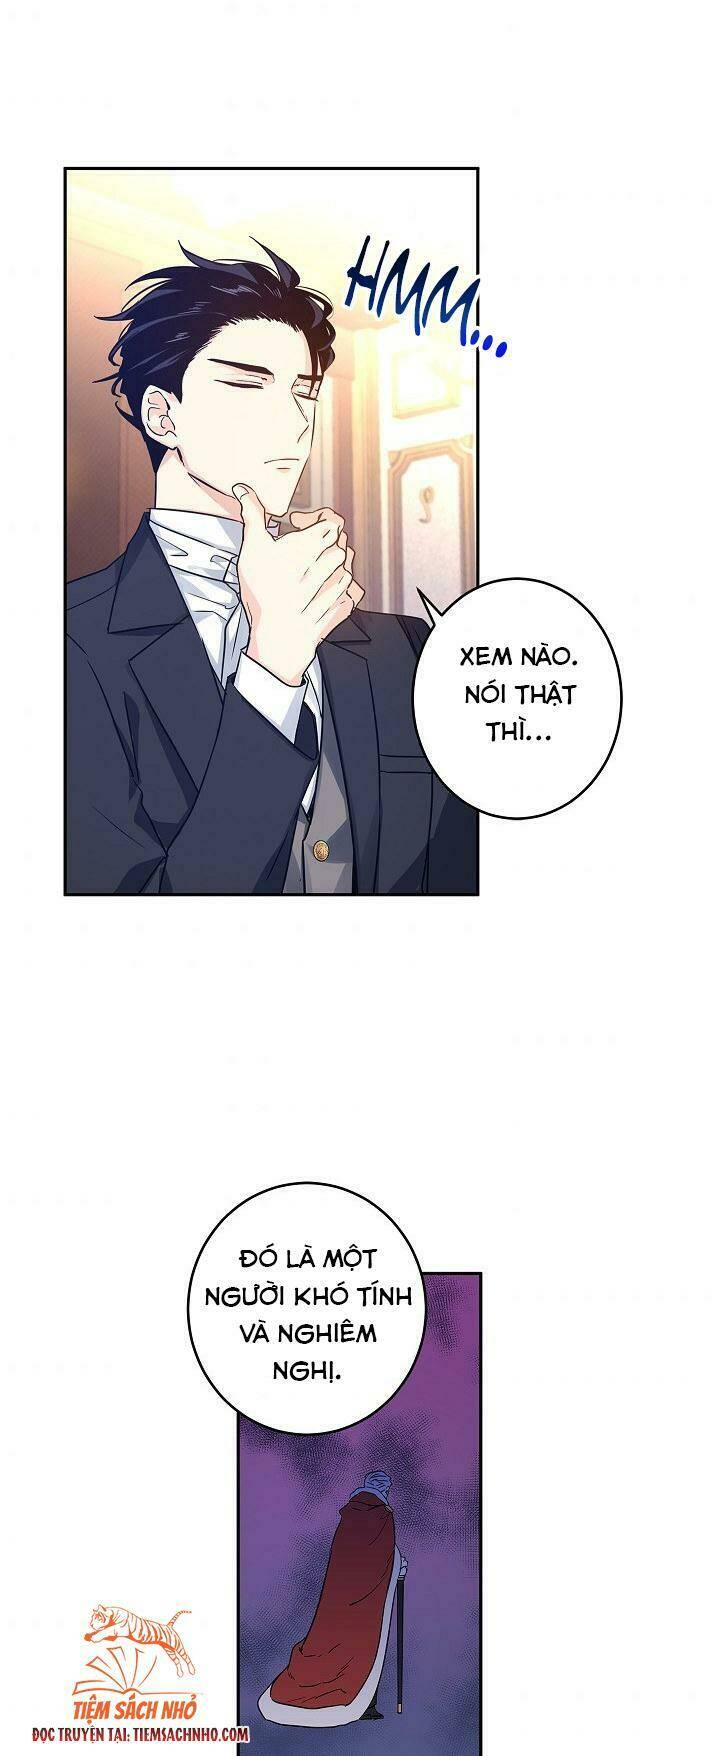 HMM...
XEM NÀO.
NÓI THẬT
THÌ...
ĐÓ LÀ MỘT
NGƯỜI KHÓ TÍNH
VÀ NGHIÊM
NGHỊ.
TIỆM SÁCH NHỎ
ĐỌC TRUYỆN TẠI: TIEMSACHNHO.COM